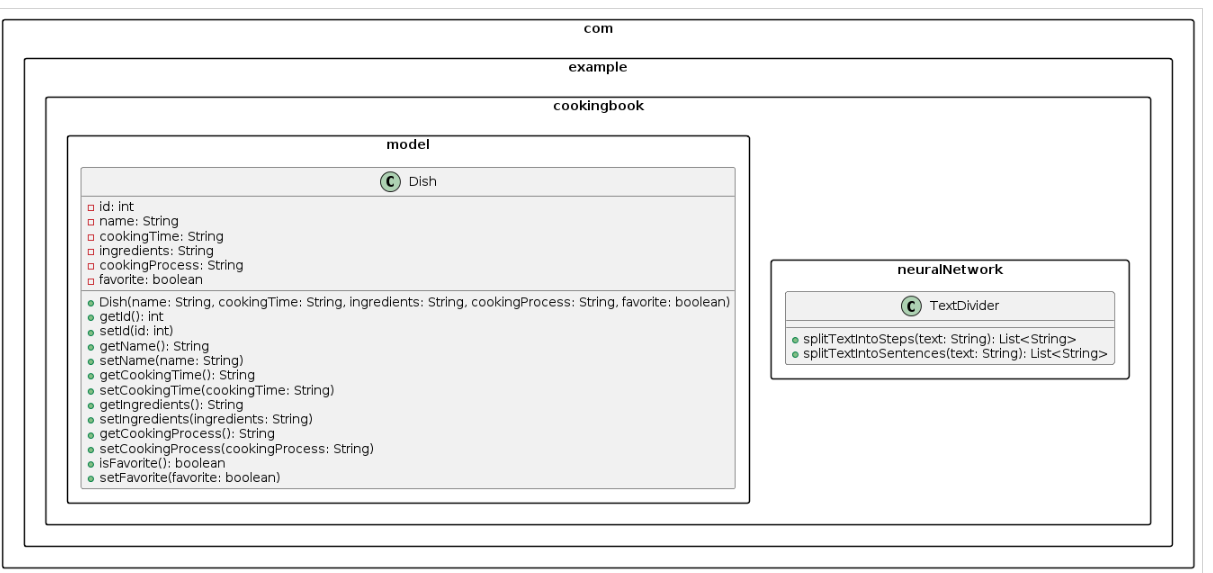 com
example
cookingbook
model
C Dish
id: int
name: String
cookingTime: String
ingredients: String
cookingProcess: String
favorite: boolean
Dish(name: String, cookingTime: String, ingredients: String, cookingProcess: String, favorite: boolean)
getId(): int
setId(id: int)
getName(): String
setName(name: String)
getCookingTime(): String
setCookingTime(cookingTime: String)
getIngredients(): String
setIngredients(ingredients: String)
getCookingProcess(): String
setCookingProcess(cookingProcess: String)
isFavorite(): boolean
setFavorite(favorite: boolean)
neuralNetwork
C TextDivider
splitTextIntoSteps(text: String): List<String>
splitTextIntoSentences(text: String): List<String>